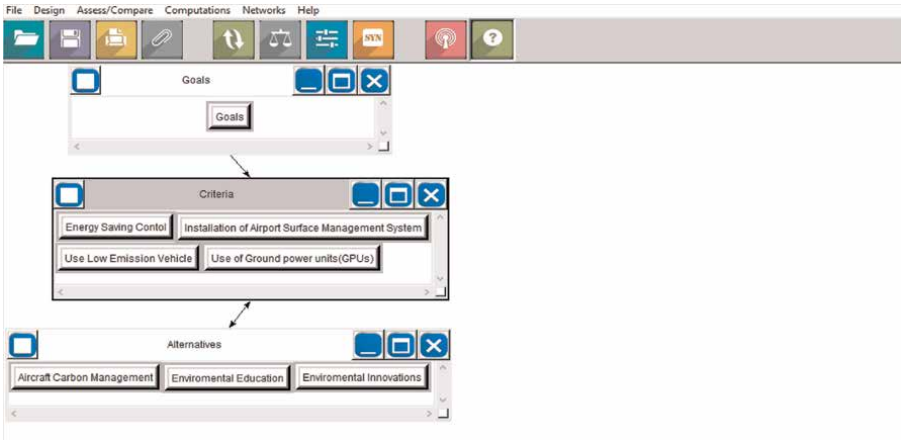 File Design Assess/Compare Computations Networks Help
SYN
?
Goals
Goals
Criteria
Energy Saving Contol Installation of Airport Surface Management System
Use Low Emission Vehicle Use of Ground power units(GPUs)
Alternatives
Aircraft Carbon Management Enviromental Education Enviromental Innovations